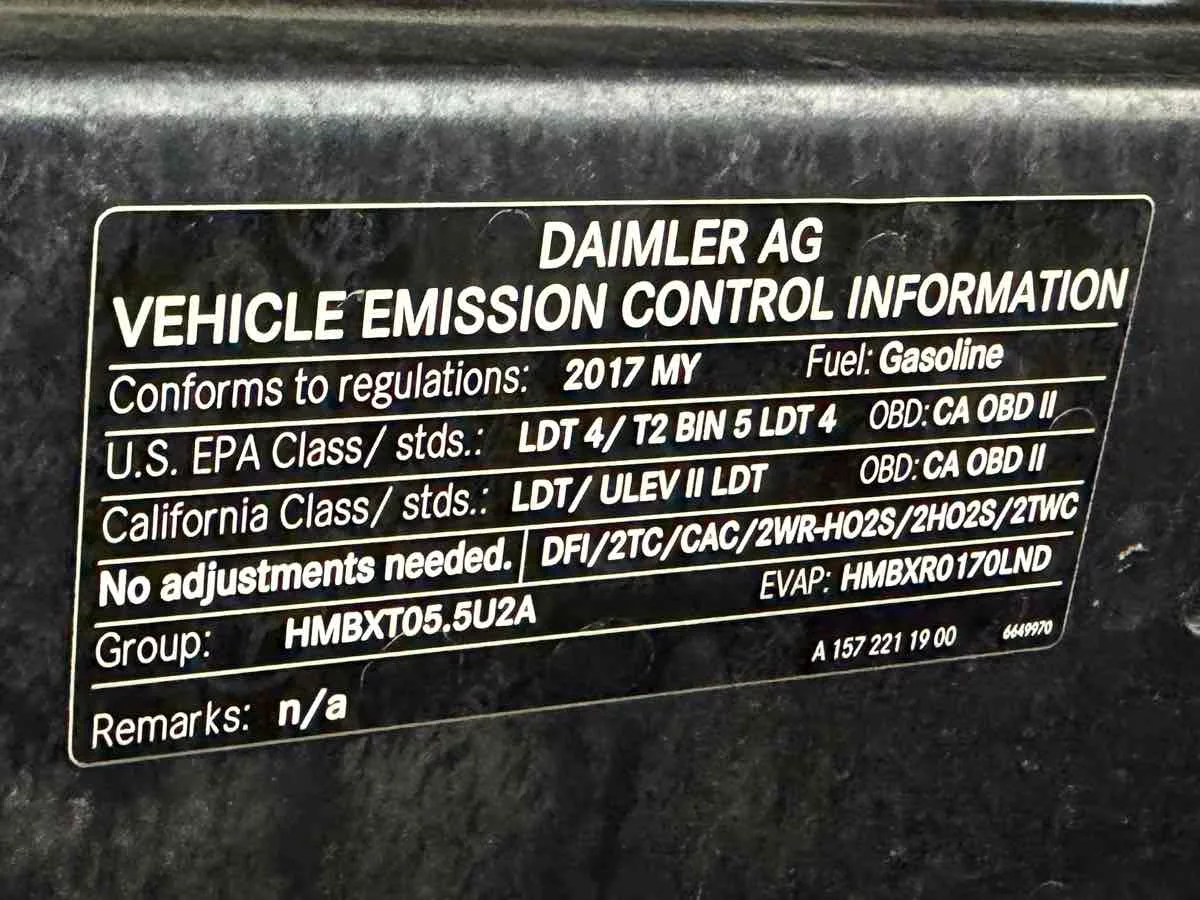 DAIMLER AG
VEHICLE EMISSION CONTROL INFORMATION
Conforms to regulations: 2017 MY Fuel: Gasoline
U.S. EPA Class/ stds.: LDT 4/ T2 BIN 5 LDT 4 OBD: CA OBD II
California Class/ stds.: LDT/ ULEV II LDT OBD: CA OBD II
No adjustments needed. DFI/2TC/CAC/2WR-HO2S/2HO2S/2TWC
Group: HMBXT05.5U2A EVAP: HMBXR0170LND
A 157 221 19 00 6649970
Remarks: n/a